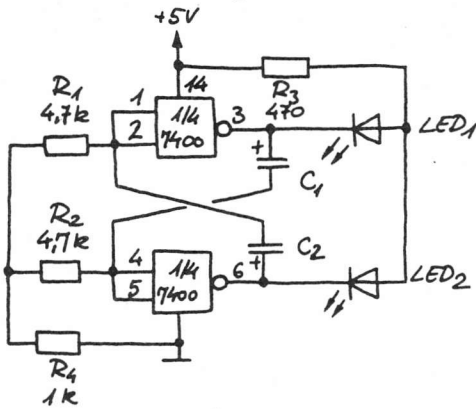 +5V
R1
4,7k
1
2
14
1/4
7400
3
R3
470
LED1
+
C1
R2
4,7k
4
5
1/4
7400
6
C2
+
LED2
R4
1k